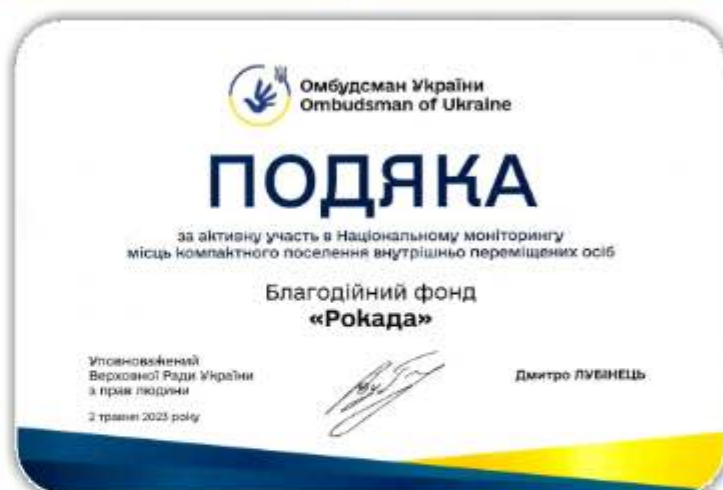 Омбудсман України
Ombudsman of Ukraine
ПОДЯКА
за активну участь в Національному моніторингу
місць компактного поселення внутрішньо переміщених осіб
Благодійний фонд
«Рокада»
Уповноважений
Верховної Ради України
з прав людини
Дмитро ЛУБІНЕЦЬ
2 травня 2023 року